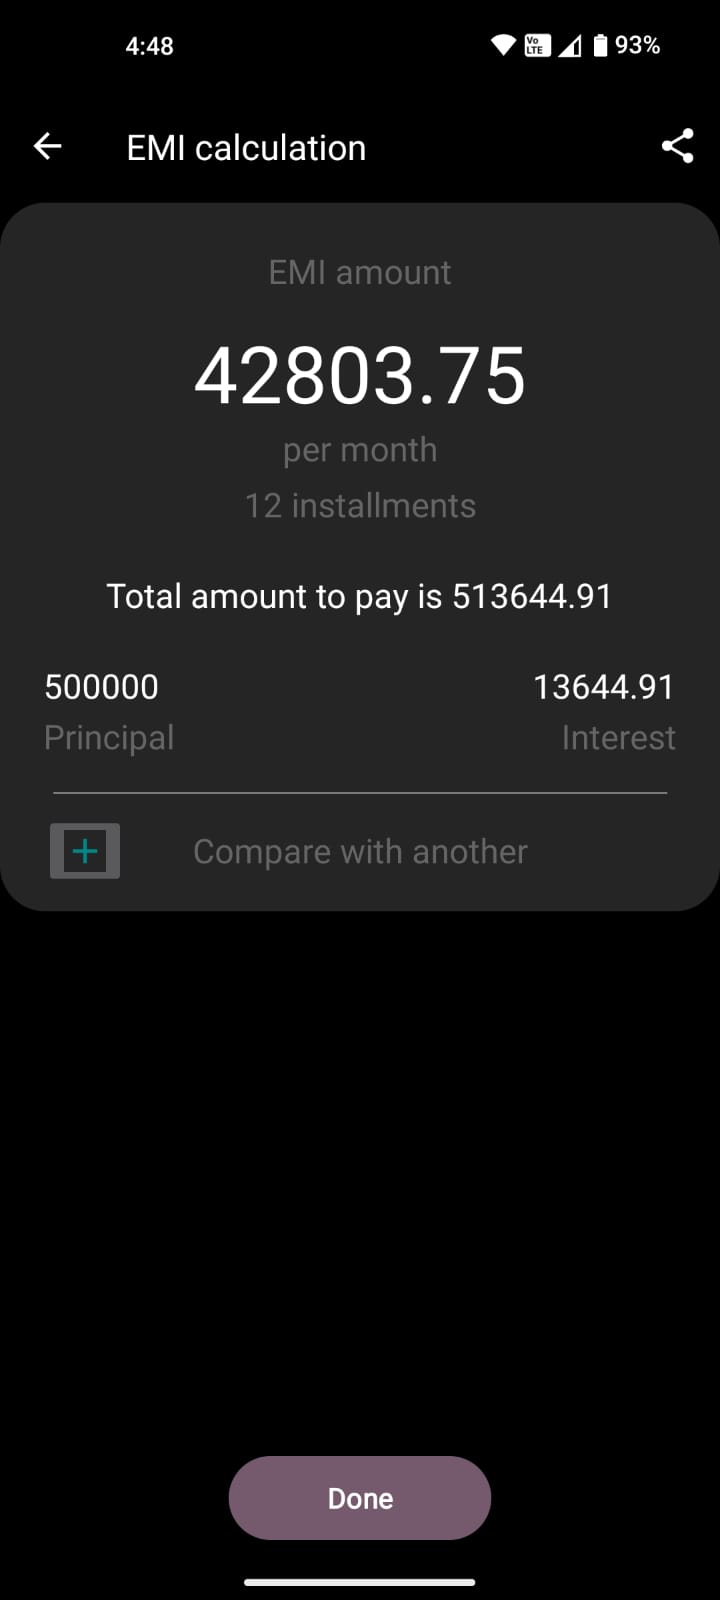 4:48
Vo LTE
93%
EMI calculation
EMI amount
42803.75
per month
12 installments
Total amount to pay is 513644.91
500000 13644.91
Principal Interest
Compare with another
Done